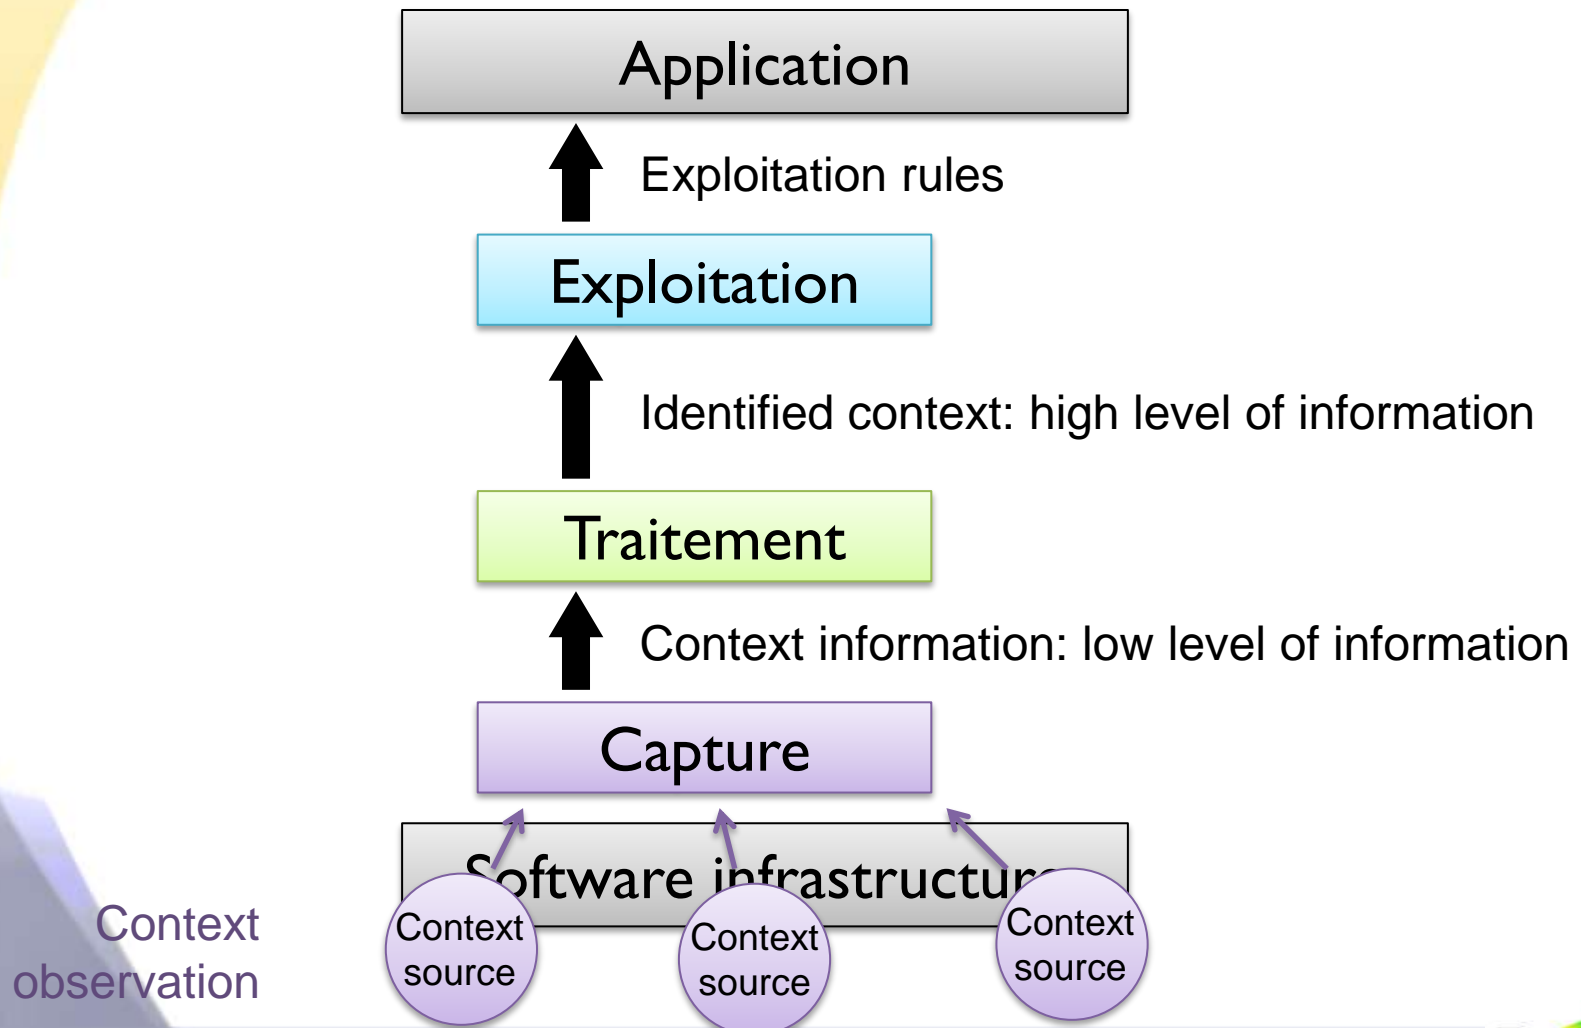 Application
Exploitation rules
Exploitation
Identified context: high level of information
Traitement
Context information: low level of information
Capture
Software infrastructure
Context
observation
Context
source
Context
source
Context
source